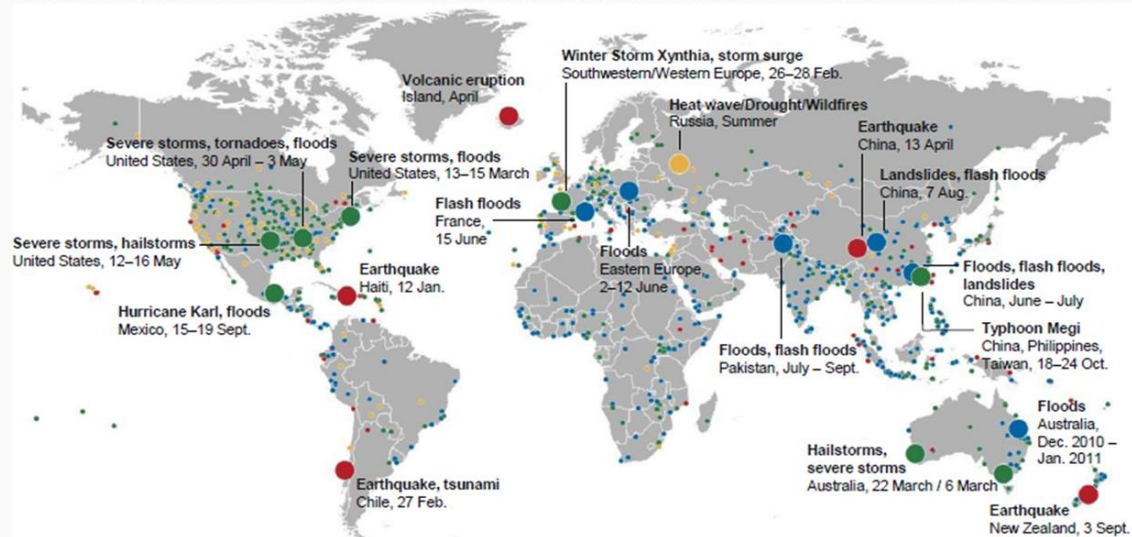 Winter Storm Xynthia, storm surge
Southwestern/Western Europe, 26–28 Feb.
Volcanic eruption
Island, April
Heat wave/Drought/Wildfires
Russia, Summer
Earthquake
China, 13 April
Severe storms, tornadoes, floods
United States, 30 April – 3 May
Severe storms, floods
United States, 13–15 March
Landslides, flash floods
China, 7 Aug.
Flash floods
France,
15 June
Severe storms, hailstorms
United States, 12–16 May
Floods
Eastern Europe,
2–12 June
Earthquake
Haiti, 12 Jan.
Floods, flash floods,
landslides
China, June – July
Hurricane Karl, floods
Mexico, 15–19 Sept.
Typhoon Megi
China, Philippines,
Taiwan, 18–24 Oct.
Floods, flash floods
Pakistan, July – Sept.
Floods
Australia,
Dec. 2010 –
Jan. 2011
Hailstorms,
severe storms
Australia, 22 March / 6 March
Earthquake, tsunami
Chile, 27 Feb.
Earthquake
New Zealand, 3 Sept.